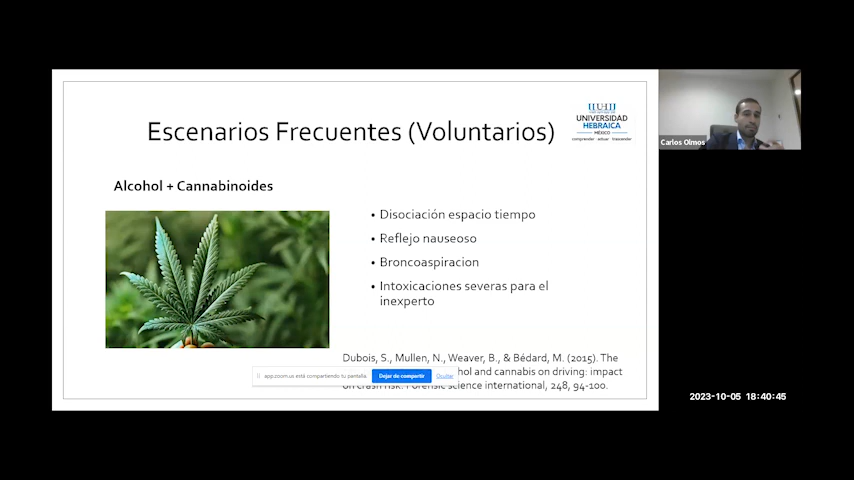 UNIVERSIDAD
HEBRAICA
MÉXICO
comprender actuar trascender
Escenarios Frecuentes (Voluntarios)
Carlos Olmos
Alcohol + Cannabinoides
• Disociación espacio tiempo
• Reflejo nauseoso
• Broncoaspiracion
• Intoxicaciones severas para el
inexperto
Dubois, S., Mullen, N., Weaver, B., & Bédard, M. (2015). The
hol and cannabis on driving: impact
on crash risk. Forensic science international, 248, 94-100.
app.zoom.us está compartiendo tu pantalla.
Dejar de compartir
Ocultar
2023-10-05 18:40:45